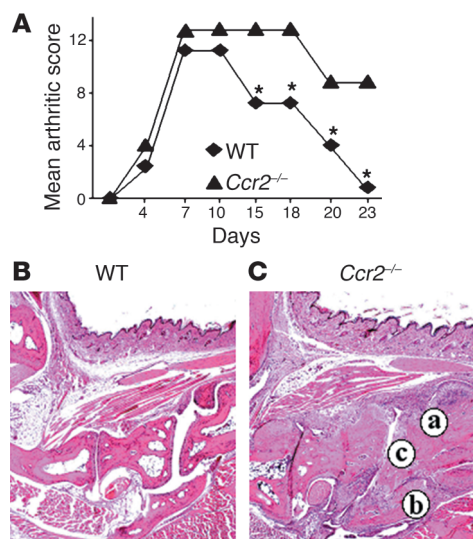 A
Mean arthritic score
12
8
4
0
* * * *
WT
Ccr2–/–
4 7 10 15 18 20 23
Days
B WT
C Ccr2–/–
a
c
b